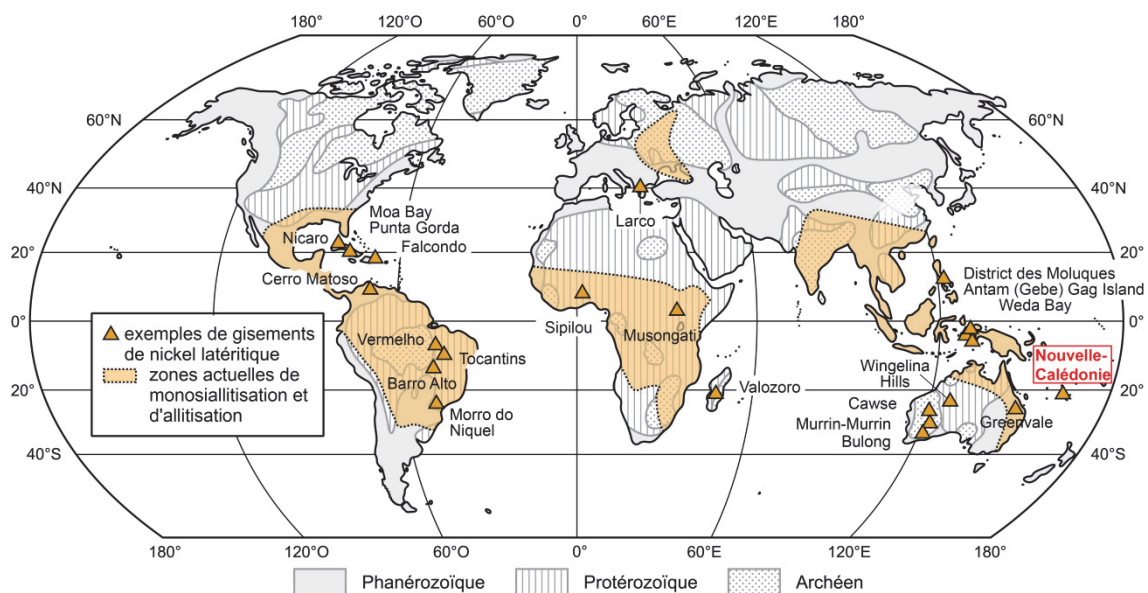 180°
120°O
60°O
0°
60°E
120°E
180°
60°N
60°N
40°N
40°N
20°
20°
0°
0°
20°
20°
40°S
40°S
Moa Bay
Punta Gorda
Nicaro
Falcondo
Cerro Matoso
Larco
District des Moluques
Antam (Gebe) Gag Island
Weda Bay
Sipilou
Musongati
Vermelho
Tocantins
Barro Alto
Morro do
Niquel
Valozoro
Wingelina
Hills
Cawse
Murrin-Murrin
Bulong
Greenvale
Nouvelle-
Calédonie
exemples de gisements
de nickel latéritique
zones actuelles de
monosiallitisation et
d'allitisation
180°
120°O
60°O
0°
60°E
120°E
180°
Phanérozoïque
Protérozoïque
Archéen